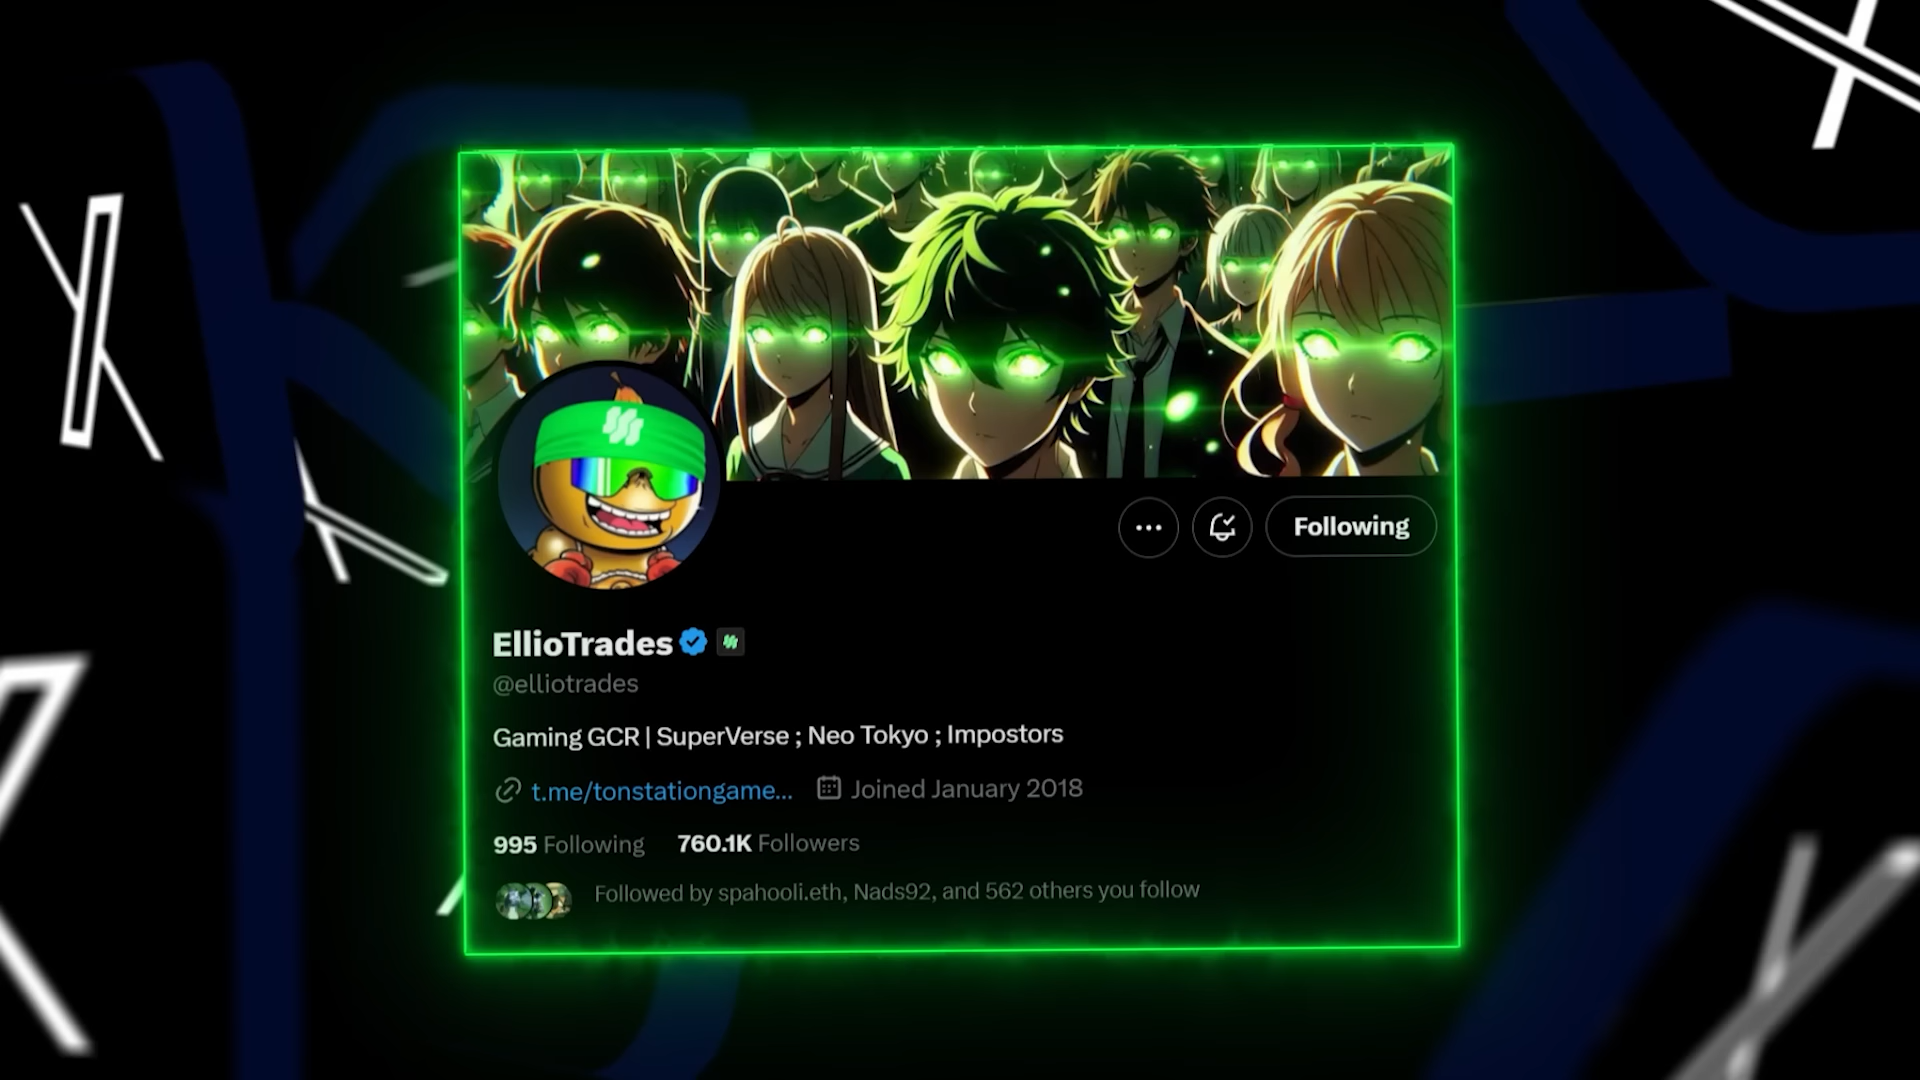 Following
EllioTrades
@elliotrades
Gaming GCR | SuperVerse ; Neo Tokyo ; Impostors
t.me/tonstationgame... Joined January 2018
995 Following 760.1K Followers
Followed by spahooli.eth, Nads92, and 562 others you follow